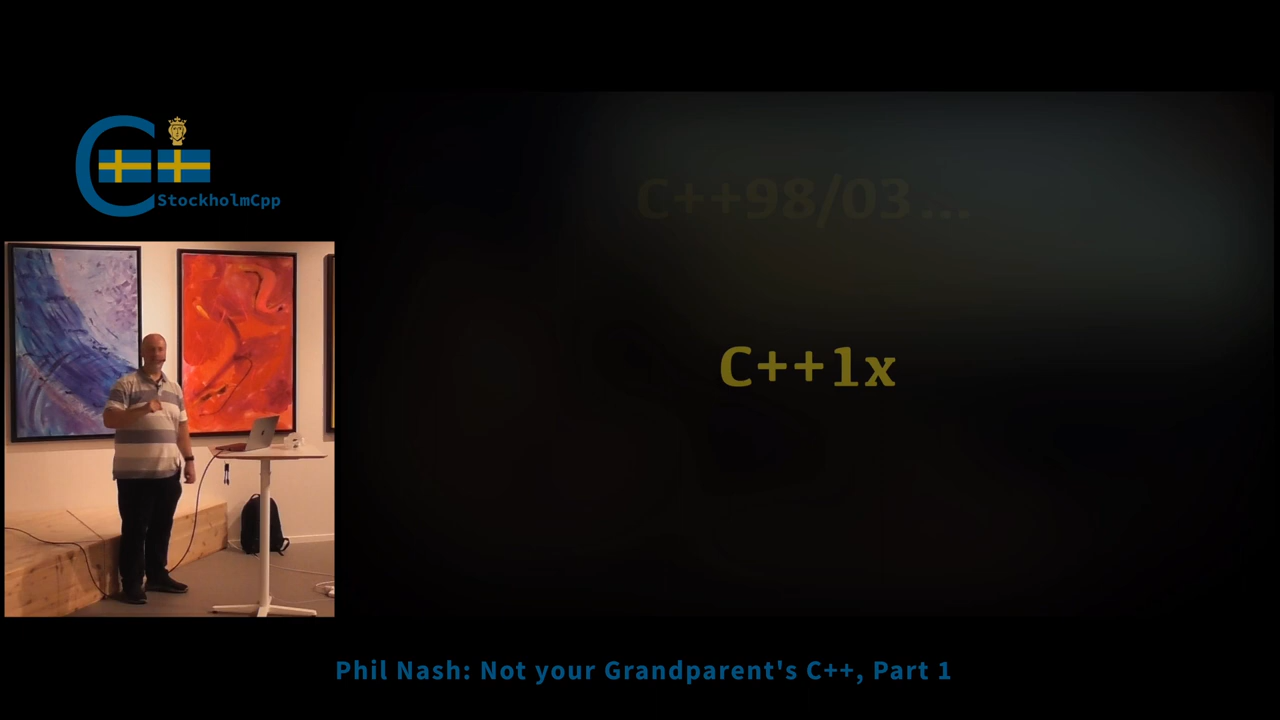 StockholmCpp
C++98/03...
C++1x
Phil Nash: Not your Grandparent's C++, Part 1